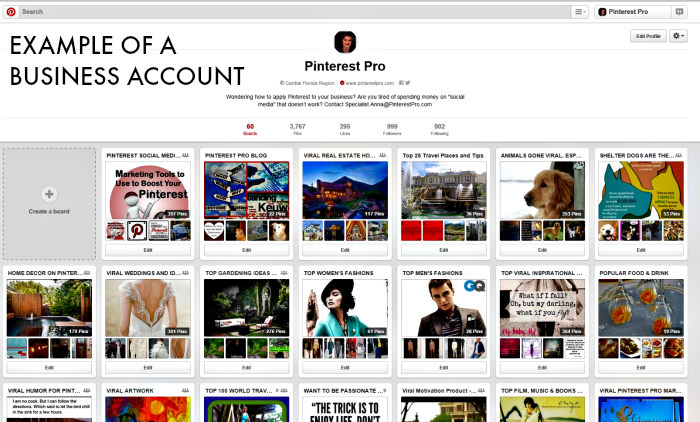 Search
Pinterest Pro
EXAMPLE OF A
BUSINESS ACCOUNT
Edit Profile
Pinterest Pro
Central Florida Region
www.pinterestpro.com
Wondering how to apply Pinterest to your business? Are you tired of spending money on "social
media" that doesn't work? Contact Specialist Anna@PinterestPro.com
60 3,767 295 999 902
Boards Pins Likes Followers Following
Create a board
PINTEREST SOCIAL MEDI...
Marketing Tools to
Use to Boost Your
Pinterest
397 Pins
Edit
PINTEREST PRO BLOG
27 Pins
Edit
VIRAL REAL ESTATE HO...
117 Pins
Edit
Top 25 Travel Places and Tips
36 Pins
Edit
ANIMALS GONE VIRAL, ESP...
353 Pins
Edit
SHELTER DOGS ARE THE...
53 Pins
Edit
HOME DECOR ON PINTER...
179 Pins
Edit
VIRAL WEDDINGS AND ID...
301 Pins
Edit
TOP GARDENING IDEAS ...
276 Pins
Edit
TOP WOMEN'S FASHIONS
61 Pins
Edit
TOP MEN'S FASHIONS
GQ
28 Pins
Edit
TOP VIRAL INSPIRATIONAL ...
What if I fall?
Oh, but my darling,
what if you fly?
364 Pins
Edit
POPULAR FOOD & DRINK
19 Pins
Edit
VIRAL HUMOR FOR PINT...
I am no cook. But I can follow the
directions. Which said to let the bird chill
in the sink for a few hours.
VIRAL ARTWORK
TOP 100 WORLD TRAV...
WANT TO BE PASSIONATE ...
"THE TRICK IS TO
ENJOY LIFE. DON'T
Viral Motivation Product -...
TOP FILM, MUSIC & BOOKS ...
VIRAL PINTEREST PRO MAR...